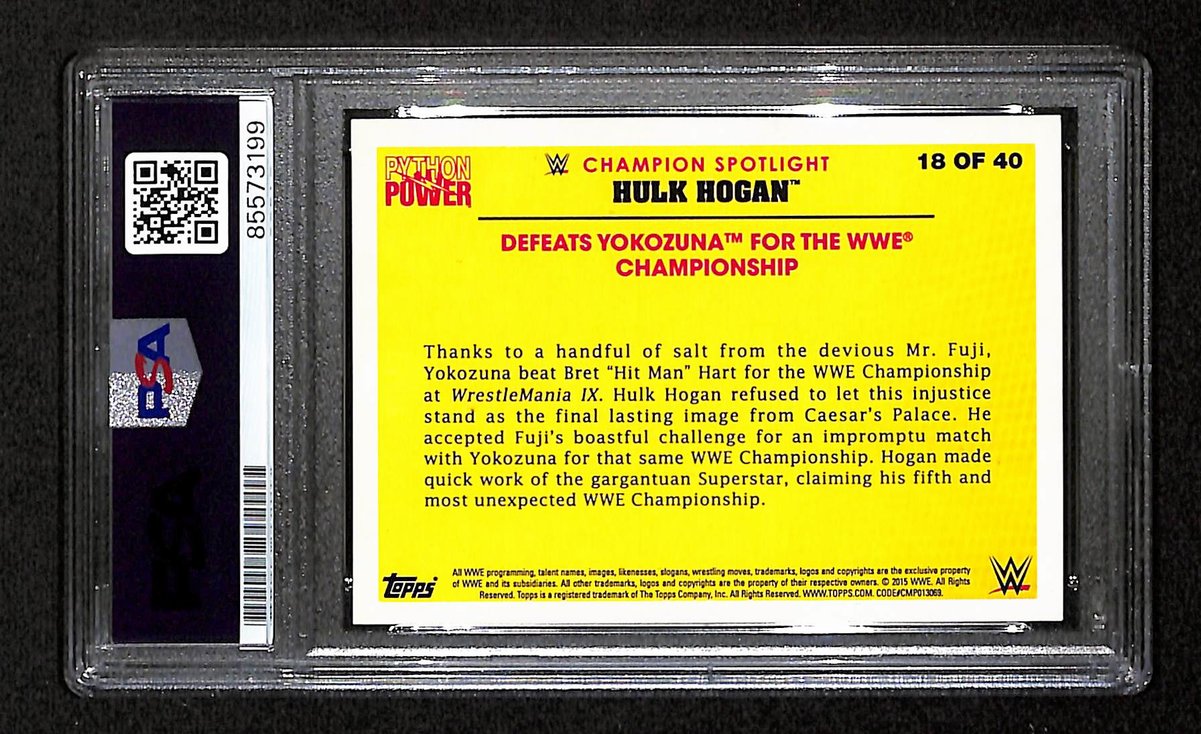 85573199
PSA
PYTHON
POWER
W CHAMPION SPOTLIGHT
HULK HOGAN™
18 OF 40
DEFEATS YOKOZUNA™ FOR THE WWE®
CHAMPIONSHIP
Thanks to a handful of salt from the devious Mr. Fuji,
Yokozuna beat Bret “Hit Man” Hart for the WWE Championship
at WrestleMania IX. Hulk Hogan refused to let this injustice
stand as the final lasting image from Caesar’s Palace. He
accepted Fuji’s boastful challenge for an impromptu match
with Yokozuna for that same WWE Championship. Hogan made
quick work of the gargantuan Superstar, claiming his fifth and
most unexpected WWE Championship.
topps
All WWE programming, talent names, images, likenesses, slogans, wrestling moves, trademarks, logos and copyrights are the exclusive property
of WWE and its subsidiaries. All other trademarks, logos and copyrights are the property of their respective owners. © 2015 WWE. All Rights
Reserved. Topps is a registered trademark of The Topps Company, Inc. All Rights Reserved. WWW.TOPPS.COM. CODE#CMP013069.
W